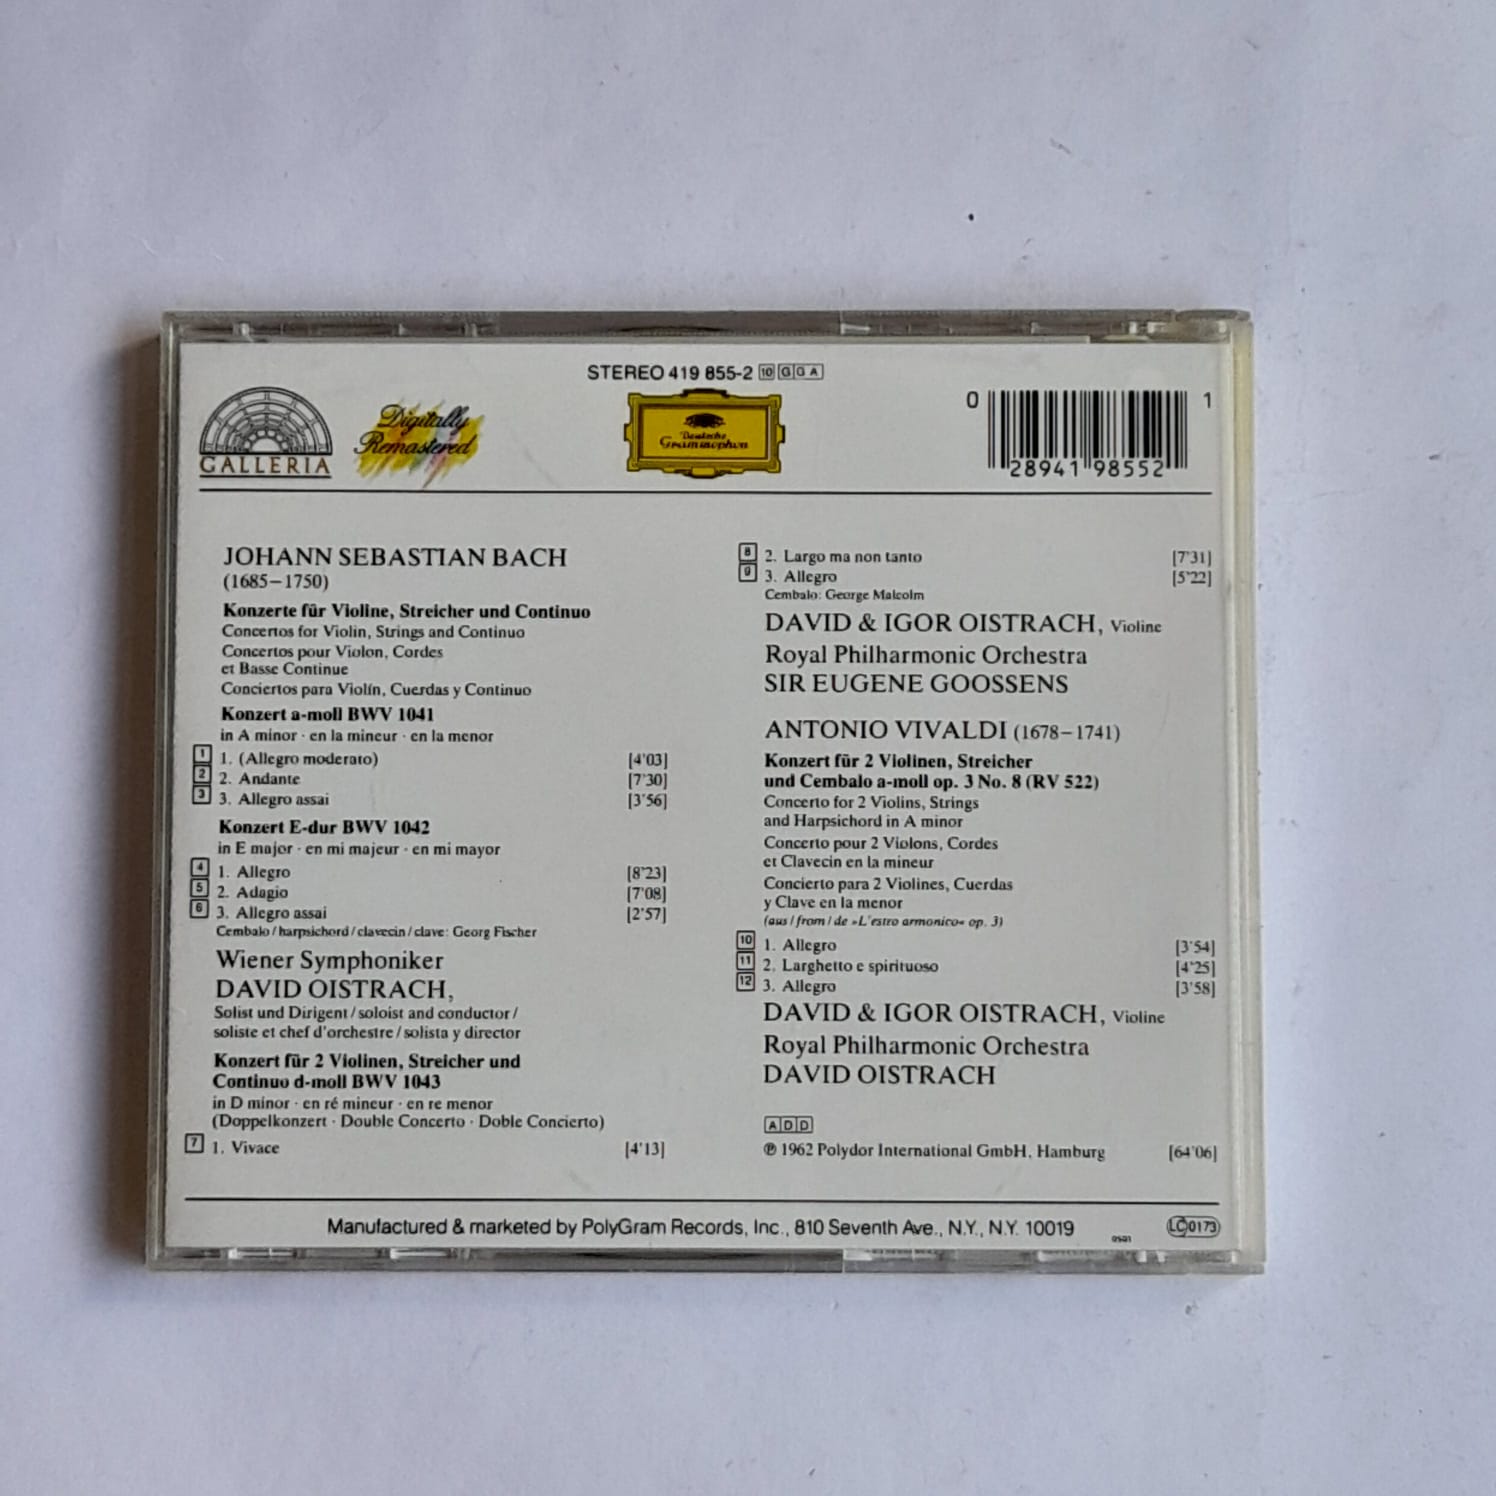 STEREO 419 855-2 10 G G A
GALLERIA
Digitally
Remastered
Deutsche
Grammophon
0 28941 98552 1
JOHANN SEBASTIAN BACH
(1685–1750)
Konzerte für Violine, Streicher und Continuo
Concertos for Violin, Strings and Continuo
Concertos pour Violon, Cordes
et Basse Continue
Conciertos para Violín, Cuerdas y Continuo
Konzert a-moll BWV 1041
in A minor · en la mineur · en la menor
1 1. (Allegro moderato) [4'03]
2 2. Andante [7'30]
3 3. Allegro assai [3'56]
Konzert E-dur BWV 1042
in E major · en mi majeur · en mi mayor
4 1. Allegro [8'23]
5 2. Adagio [7'08]
6 3. Allegro assai [2'57]
Cembalo / harpsichord / clavecin / clave: Georg Fischer
Wiener Symphoniker
DAVID OISTRACH,
Solist und Dirigent / soloist and conductor /
soliste et chef d'orchestre / solista y director
Konzert für 2 Violinen, Streicher und
Continuo d-moll BWV 1043
in D minor · en ré mineur · en re menor
(Doppelkonzert · Double Concerto · Doble Concierto)
7 1. Vivace [4'13]
8 2. Largo ma non tanto [7'31]
9 3. Allegro [5'22]
Cembalo: George Malcolm
DAVID & IGOR OISTRACH, Violine
Royal Philharmonic Orchestra
SIR EUGENE GOOSSENS
ANTONIO VIVALDI (1678–1741)
Konzert für 2 Violinen, Streicher
und Cembalo a-moll op. 3 No. 8 (RV 522)
Concerto for 2 Violins, Strings
and Harpsichord in A minor
Concerto pour 2 Violons, Cordes
et Clavecin en la mineur
Concierto para 2 Violines, Cuerdas
y Clave en la menor
(aus / from / de »L'estro armonico« op. 3)
10 1. Allegro [3'54]
11 2. Larghetto e spirituoso [4'25]
12 3. Allegro [3'58]
DAVID & IGOR OISTRACH, Violine
Royal Philharmonic Orchestra
DAVID OISTRACH
A D D
℗ 1962 Polydor International GmbH, Hamburg [64'06]
Manufactured & marketed by PolyGram Records, Inc., 810 Seventh Ave., N.Y., N.Y. 10019
LC 0173